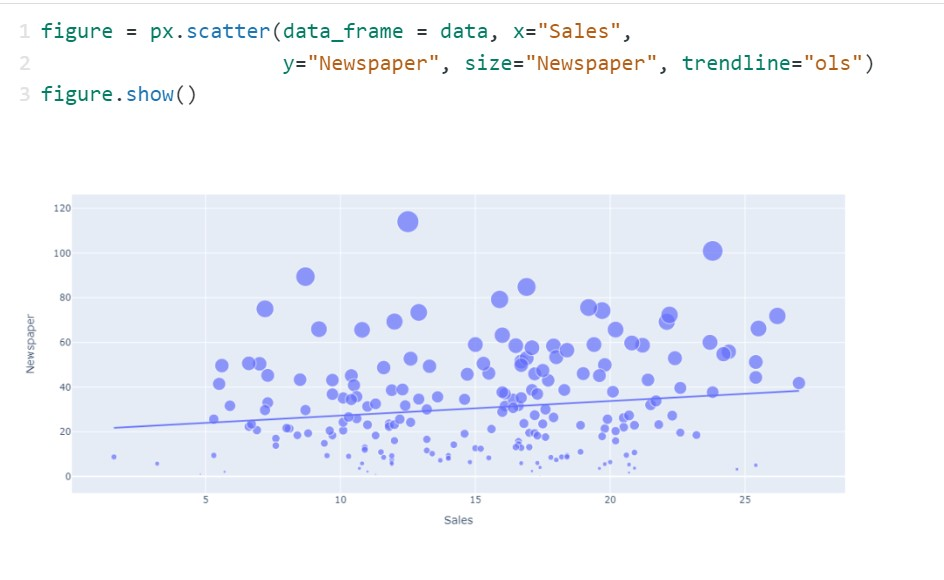 1 figure = px.scatter(data_frame = data, x="Sales",
2 y="Newspaper", size="Newspaper", trendline="ols")
3 figure.show()
120
100
80
60
40
20
0
Newspaper
5 10 15 20 25
Sales